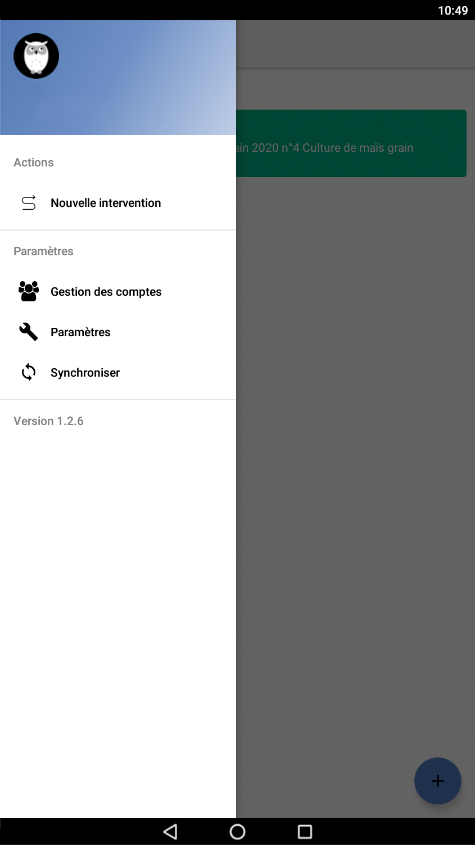 10:49
2020 n°4 Culture de maïs grain
Actions
Nouvelle intervention
Paramètres
Gestion des comptes
Paramètres
Synchroniser
Version 1.2.6
+